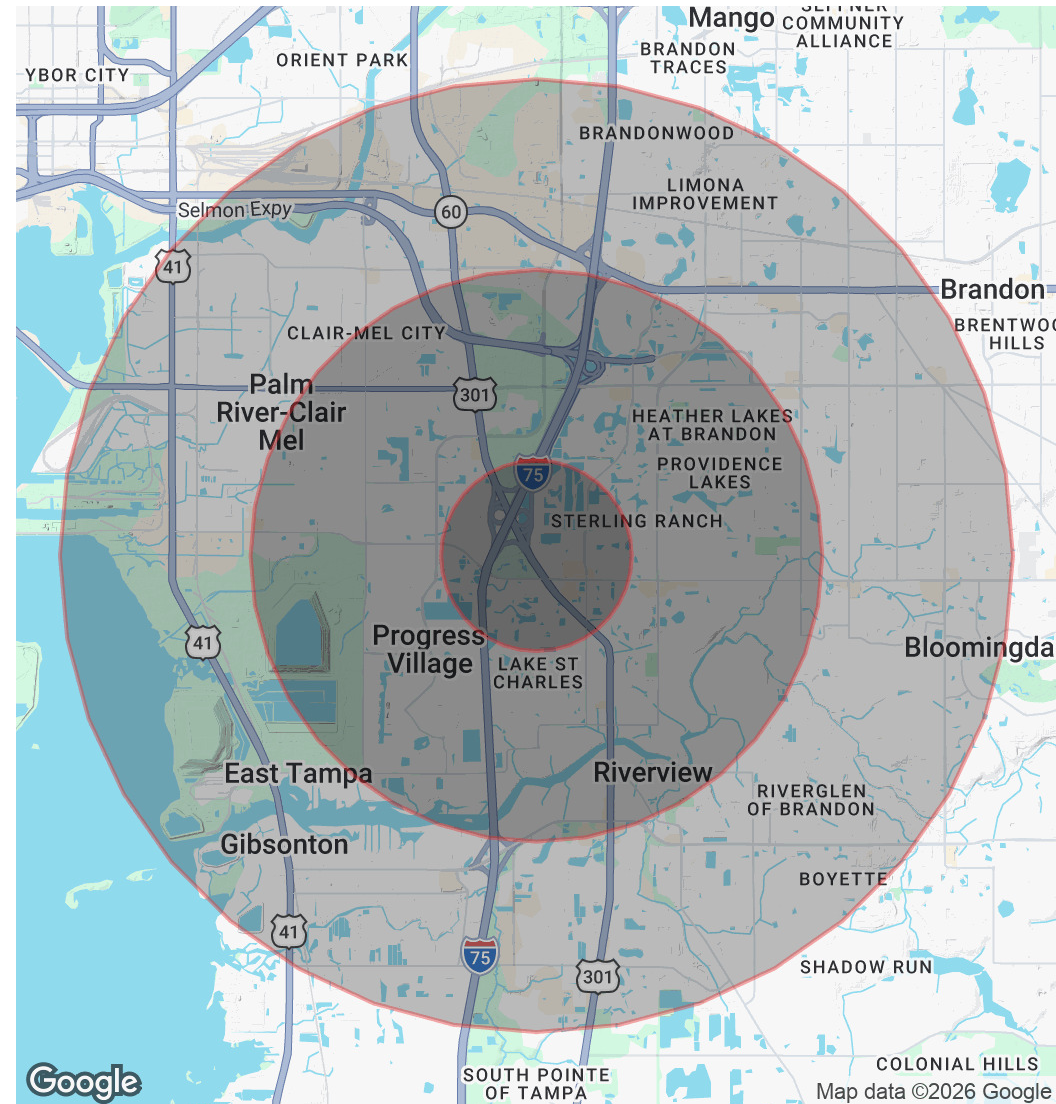 Mango
SEFFNER
COMMUNITY
ALLIANCE
BRANDON
TRACES
ORIENT PARK
YBOR CITY
BRANDONWOOD
LIMONA
IMPROVEMENT
Selmon Expy
60
41
Brandon
BRENTWOO
HILLS
CLAIR-MEL CITY
Palm
River-Clair
Mel
301
HEATHER LAKES
AT BRANDON
PROVIDENCE
LAKES
75
STERLING RANCH
41
Progress
Village
LAKE ST
CHARLES
Bloomingda
East Tampa
Riverview
RIVERGLEN
OF BRANDON
Gibsonton
BOYETTE
41
75
301
SHADOW RUN
COLONIAL HILLS
SOUTH POINTE
OF TAMPA
Google
Map data ©2026 Google